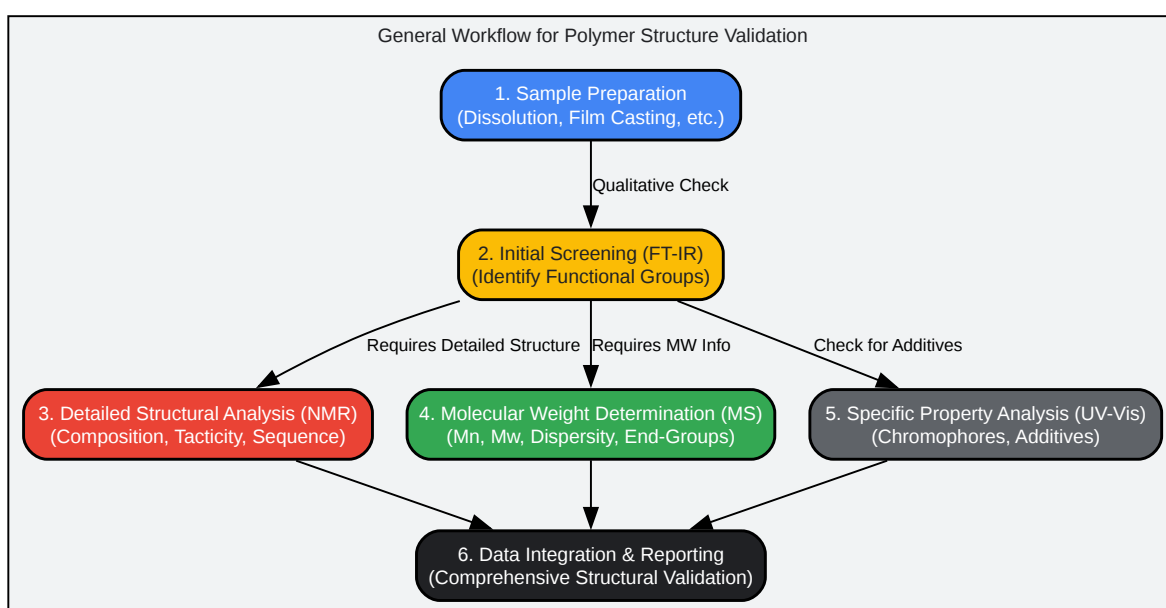 General Workflow for Polymer Structure Validation
1. Sample Preparation
(Dissolution, Film Casting, etc.)
Qualitative Check
2. Initial Screening (FT-IR)
(Identify Functional Groups)
Requires Detailed Structure
Requires MW Info
Check for Additives
3. Detailed Structural Analysis (NMR)
(Composition, Tacticity, Sequence)
4. Molecular Weight Determination (MS)
(Mn, Mw, Dispersity, End-Groups)
5. Specific Property Analysis (UV-Vis)
(Chromophores, Additives)
6. Data Integration & Reporting
(Comprehensive Structural Validation)